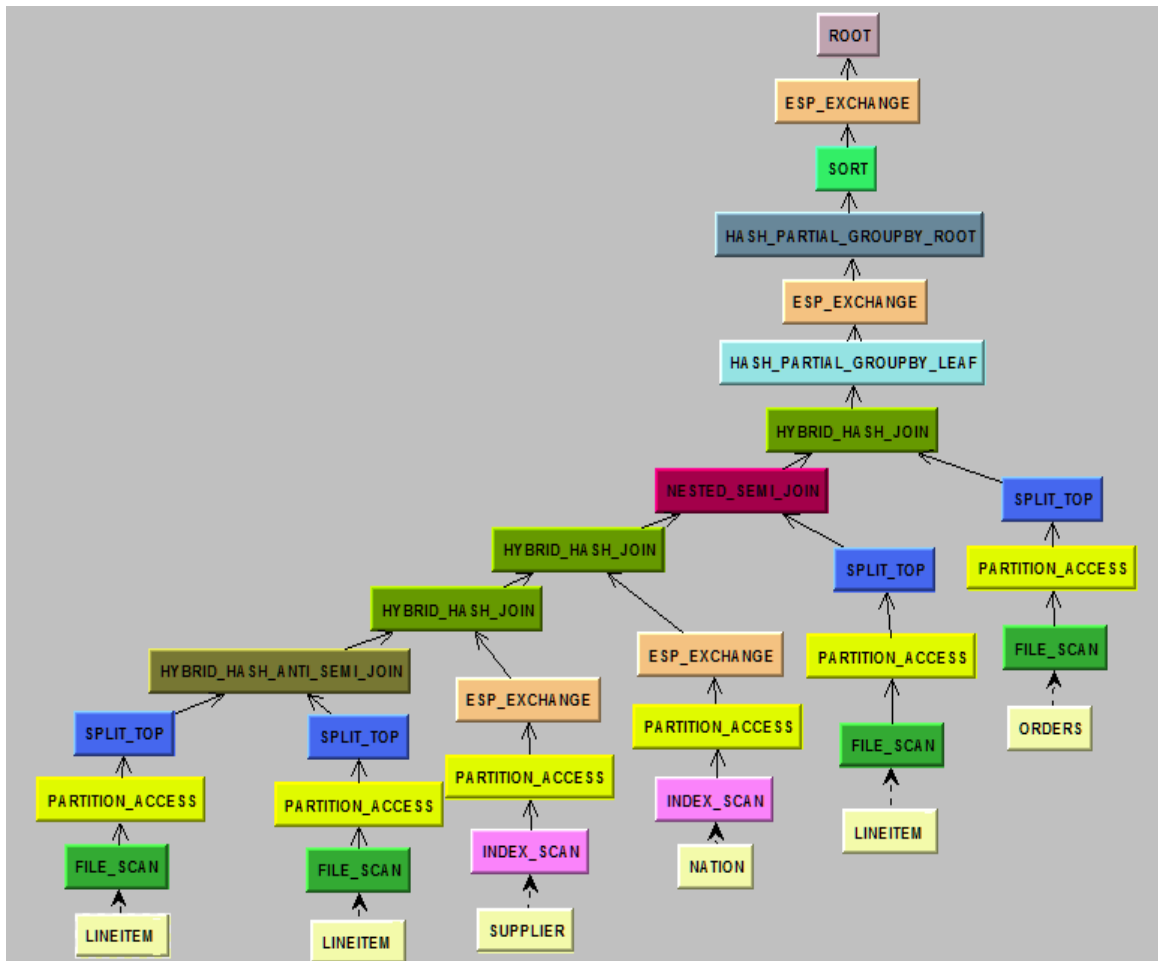 ROOT
ESP_EXCHANGE
SORT
HASH_PARTIAL_GROUPBY_ROOT
ESP_EXCHANGE
HASH_PARTIAL_GROUPBY_LEAF
HYBRID_HASH_JOIN
NESTED_SEMI_JOIN
SPLIT_TOP
HYBRID_HASH_JOIN
SPLIT_TOP
PARTITION_ACCESS
HYBRID_HASH_JOIN
ESP_EXCHANGE
PARTITION_ACCESS
FILE_SCAN
HYBRID_HASH_ANTI_SEMI_JOIN
ESP_EXCHANGE
PARTITION_ACCESS
FILE_SCAN
ORDERS
SPLIT_TOP
SPLIT_TOP
PARTITION_ACCESS
INDEX_SCAN
LINEITEM
PARTITION_ACCESS
PARTITION_ACCESS
INDEX_SCAN
NATION
FILE_SCAN
FILE_SCAN
SUPPLIER
LINEITEM
LINEITEM